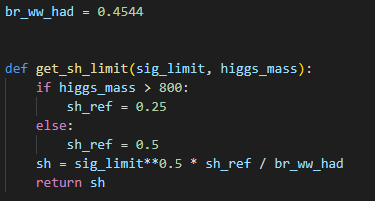 br_ww_had = 0.4544
def get_sh_limit(sig_limit, higgs_mass):
    if higgs_mass > 800:
        sh_ref = 0.25
    else:
        sh_ref = 0.5
    sh = sig_limit**0.5 * sh_ref / br_ww_had
    return sh